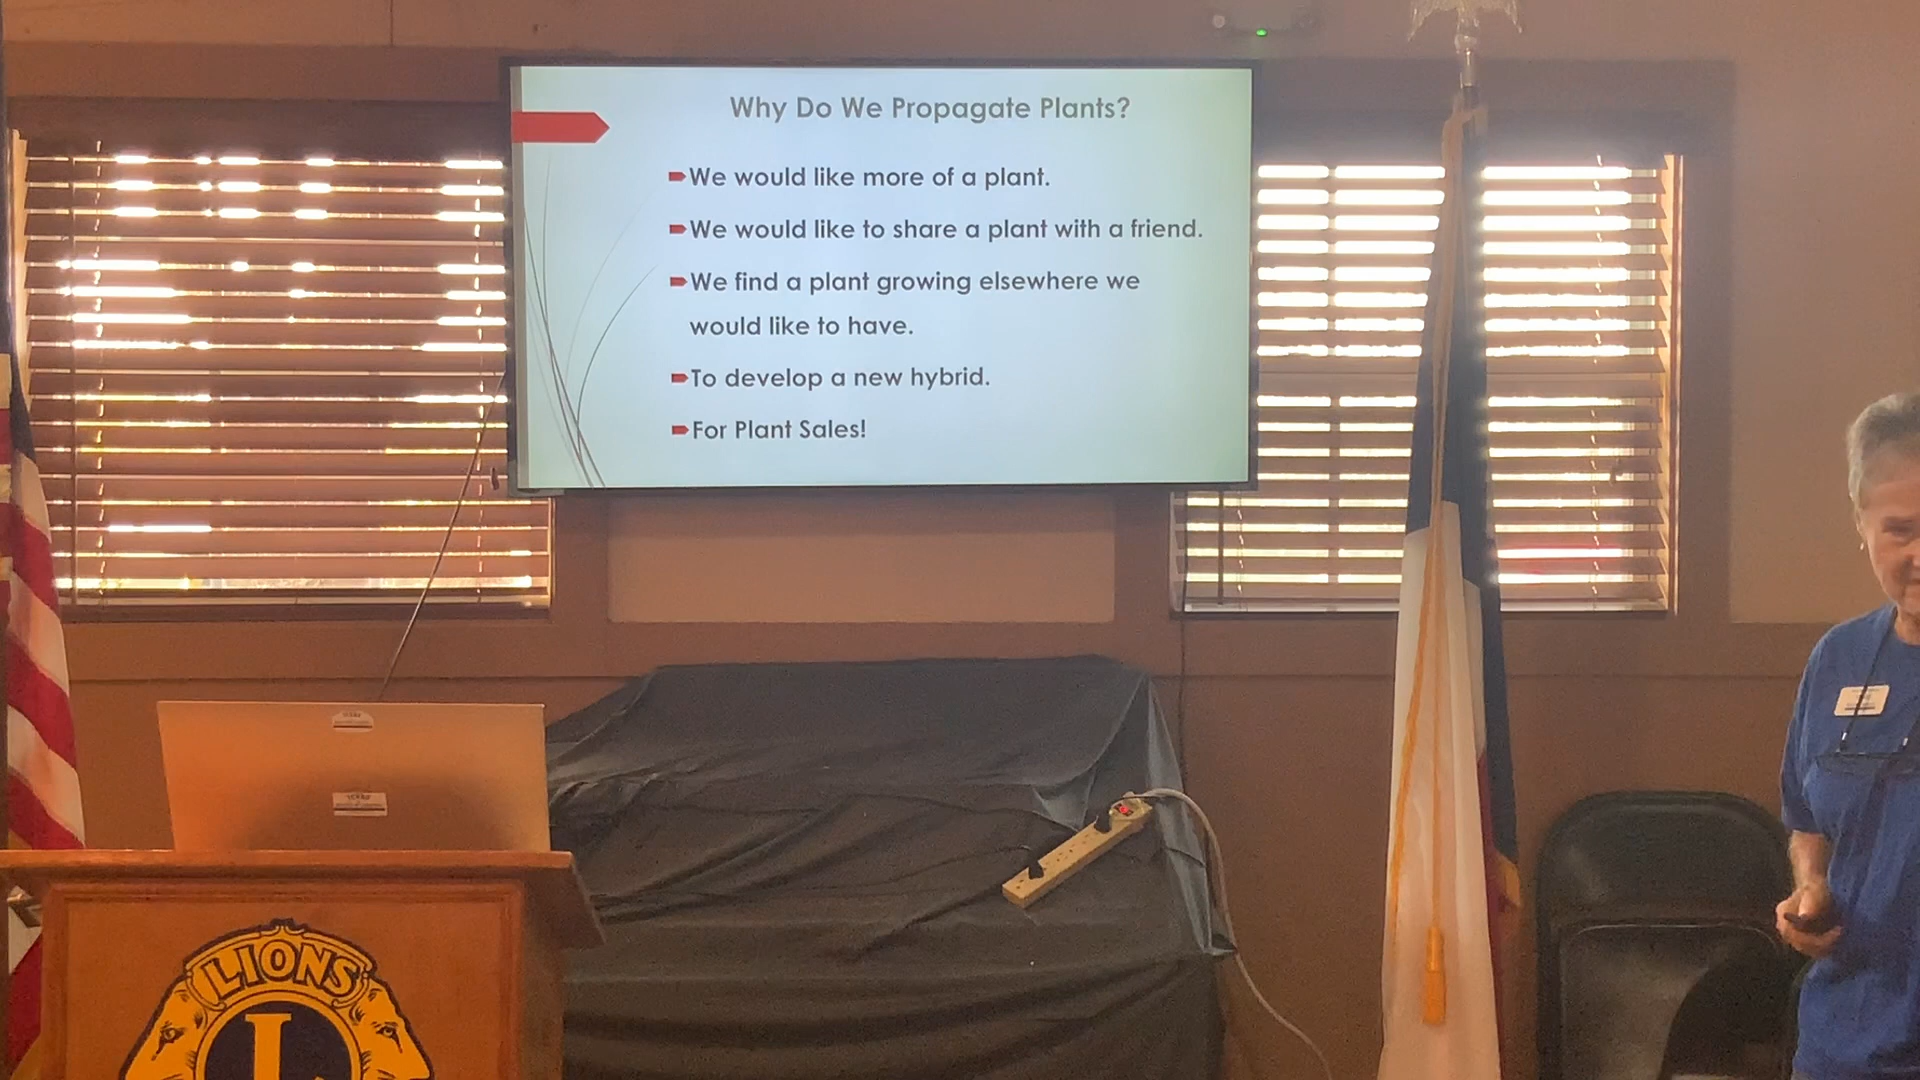 Why Do We Propagate Plants?
We would like more of a plant.
We would like to share a plant with a friend.
We find a plant growing elsewhere we
would like to have.
To develop a new hybrid.
For Plant Sales!
LIONS
L